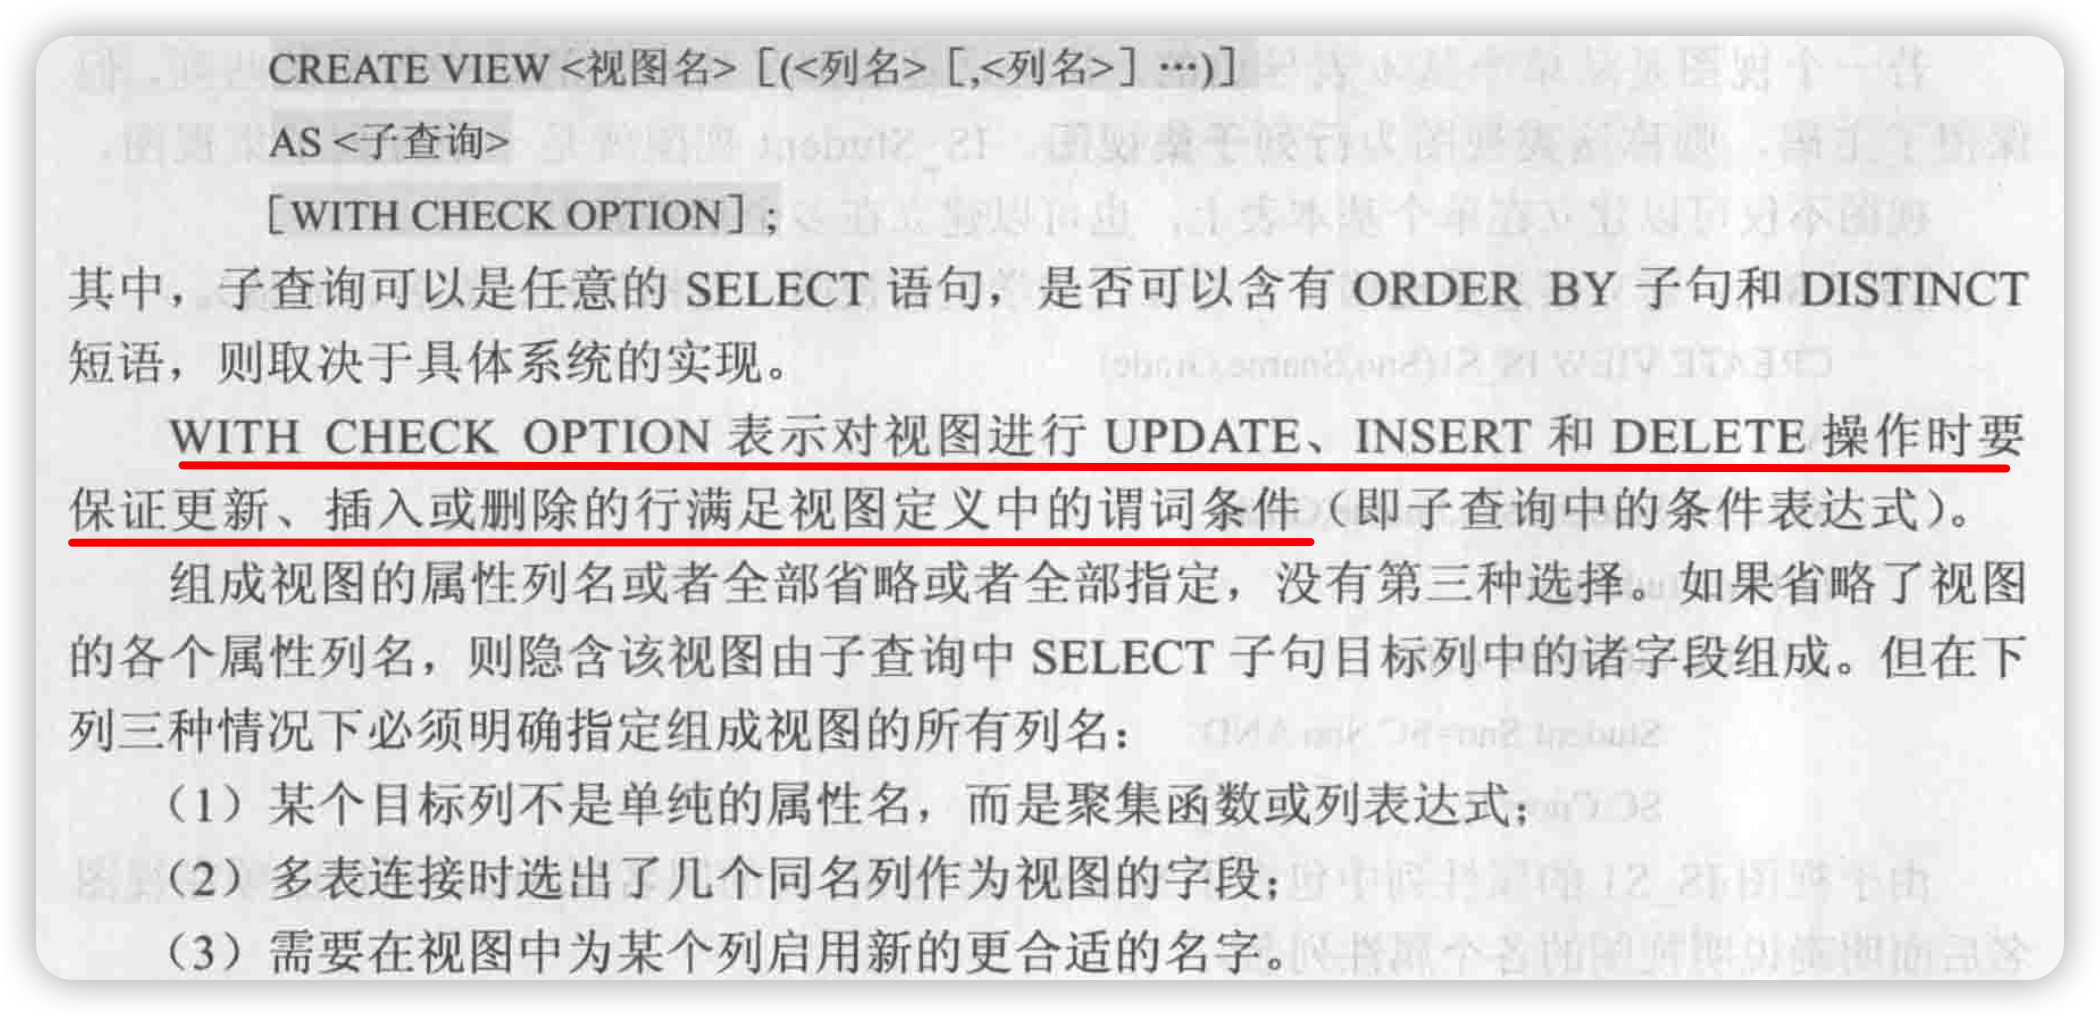 CREATE VIEW <视图名> [(<列名> [,<列名>] …)]
AS <子查询>
[WITH CHECK OPTION];
其中，子查询可以是任意的 SELECT 语句，是否可以含有 ORDER BY 子句和 DISTINCT
短语，则取决于具体系统的实现。
WITH CHECK OPTION 表示对视图进行 UPDATE、INSERT 和 DELETE 操作时要
保证更新、插入或删除的行满足视图定义中的谓词条件（即子查询中的条件表达式）。
组成视图的属性列名或者全部省略或者全部指定，没有第三种选择。如果省略了视图
的各个属性列名，则隐含该视图由子查询中 SELECT 子句目标列中的诸字段组成。但在下
列三种情况下必须明确指定组成视图的所有列名：
（1）某个目标列不是单纯的属性名，而是聚集函数或列表达式；
（2）多表连接时选出了几个同名列作为视图的字段；
（3）需要在视图中为某个列启用新的更合适的名字。